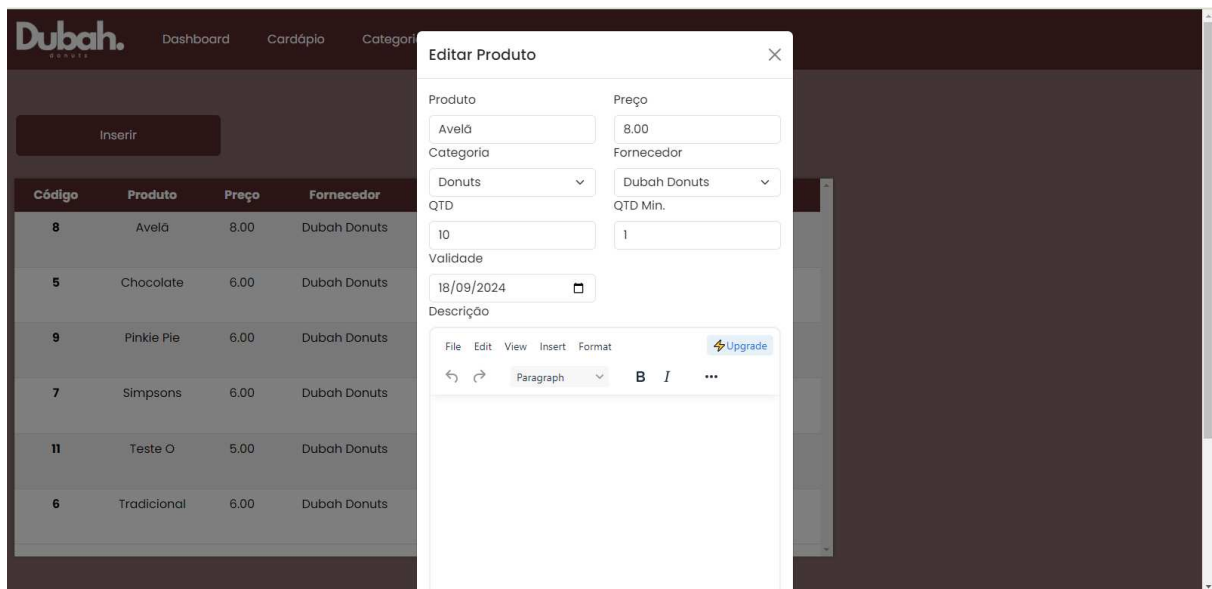 Dubah.
DONUTS
Dashboard Cardápio
Inserir
Código Produto Preço Fornecedor
8 Avelã 8.00 Dubah Donuts
5 Chocolate 6.00 Dubah Donuts
9 Pinkie Pie 6.00 Dubah Donuts
7 Simpsons 6.00 Dubah Donuts
11 Teste O 5.00 Dubah Donuts
6 Tradicional 6.00 Dubah Donuts
Editar Produto
Produto Preço
Avelã 8.00
Categoria Fornecedor
Donuts Dubah Donuts
QTD QTD Min.
10 1
Validade
18/09/2024
Descrição
File Edit View Insert Format Upgrade
Paragraph B I